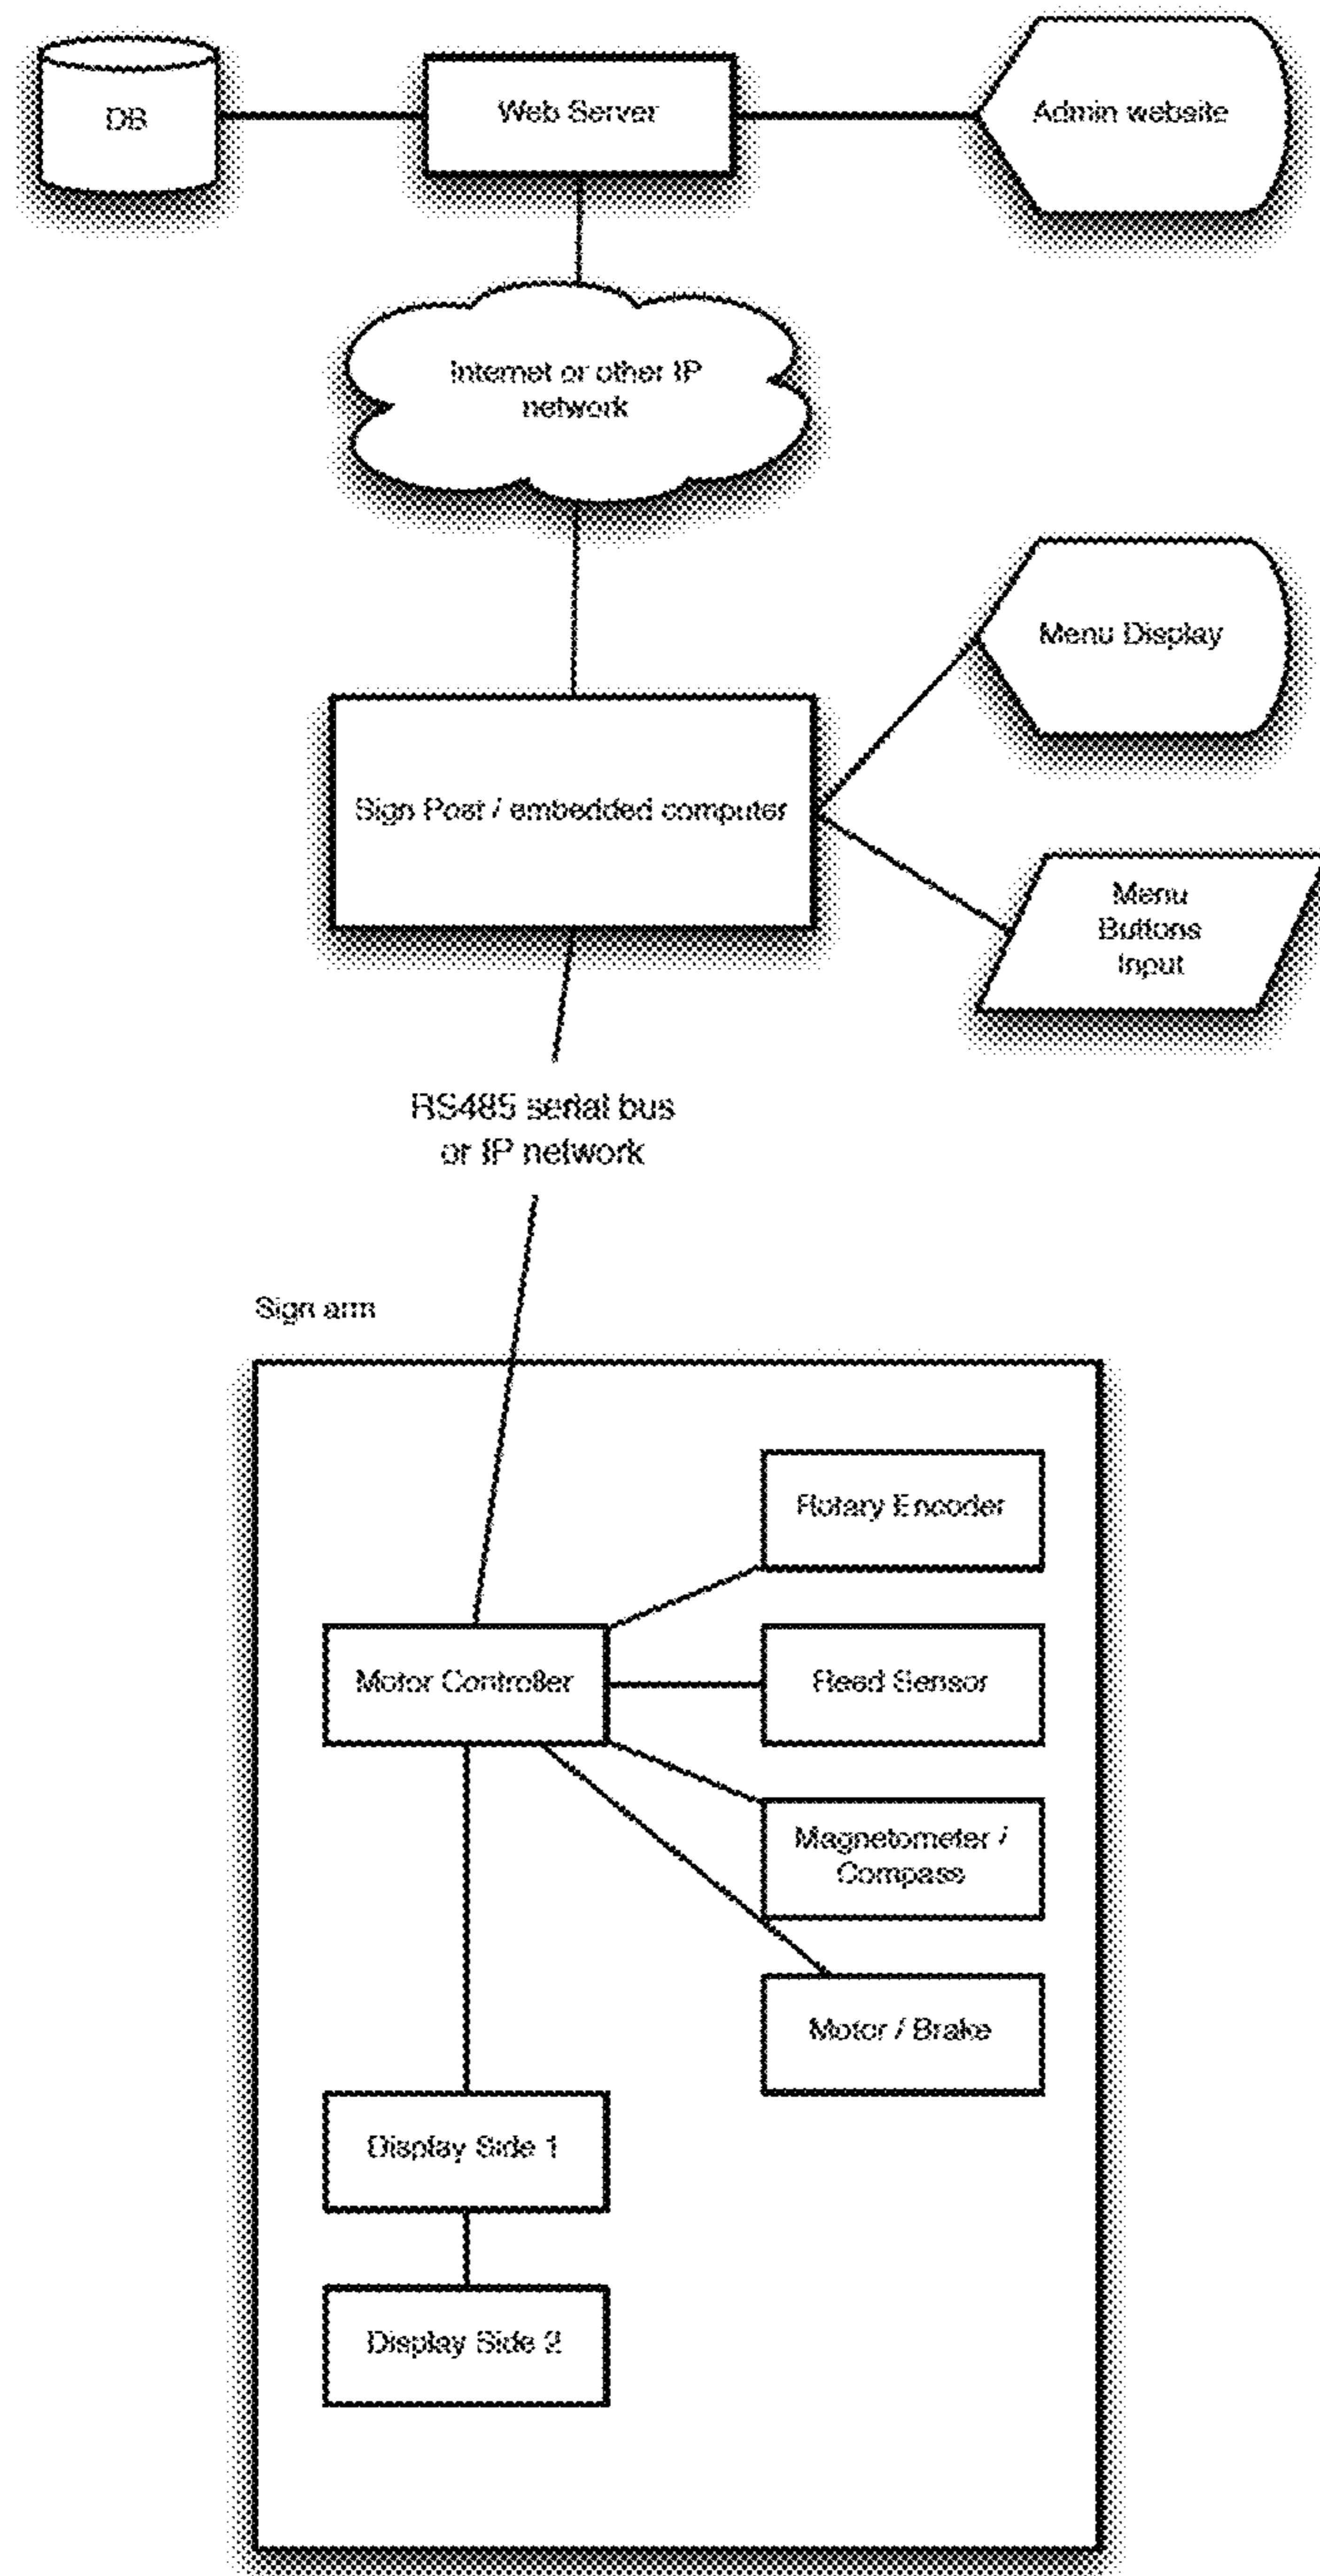 DB
Web Server
Admin website
Internet or other IP
network
Menu Display
Sign Post / embedded computer
Menu
Buttons
Input
RS485 serial bus
or IP network
Sign arm
Rotary Encoder
Motor Controller
Reed Sensor
Magnetometer /
Compass
Motor / Brake
Display Side 1
Display Side 2